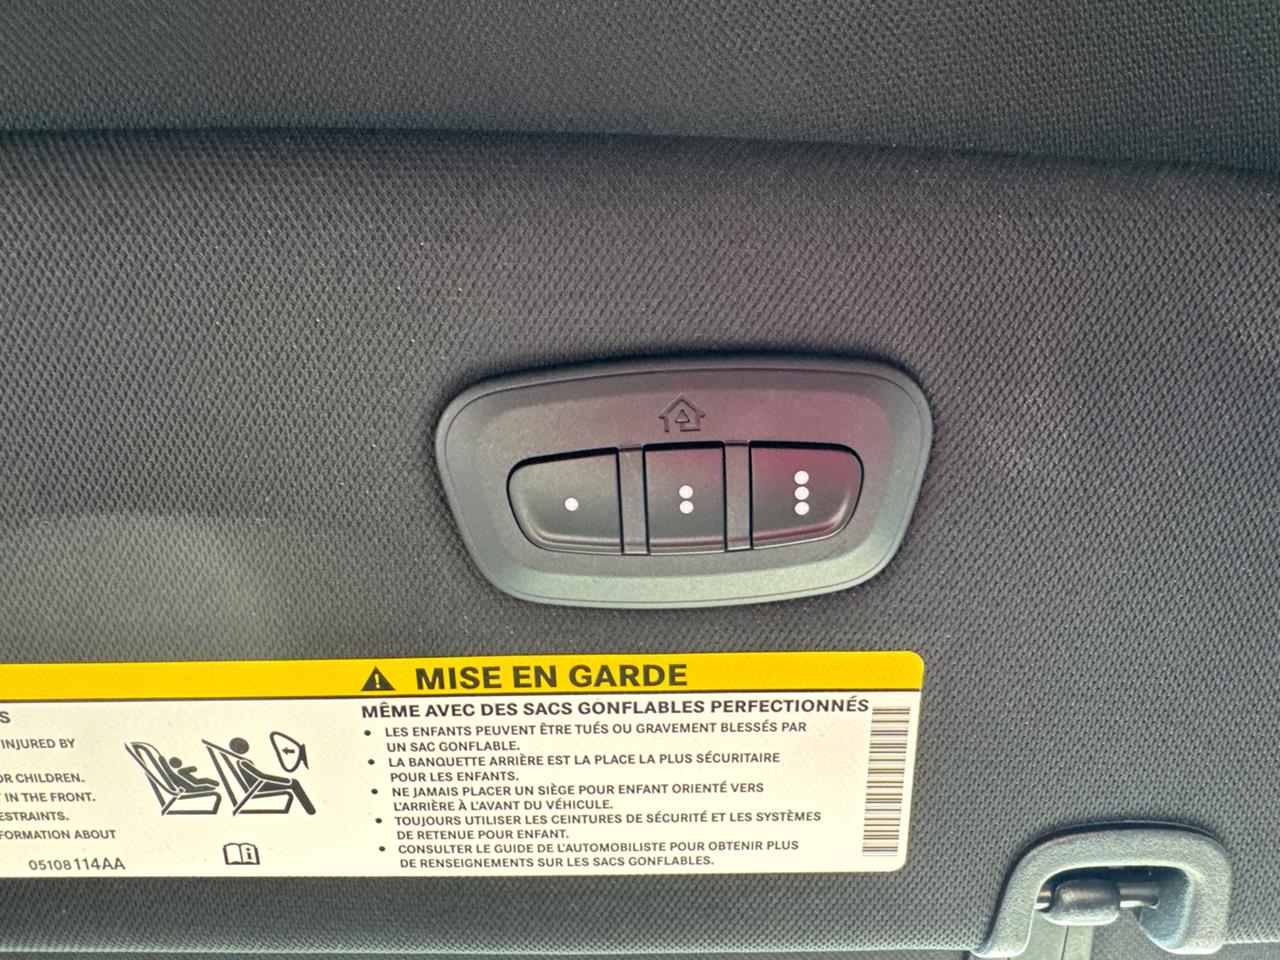 MISE EN GARDE
S
INJURED BY
OR CHILDREN.
IN THE FRONT.
ESTRAINTS.
FORMATION ABOUT
05108114AA
MÊME AVEC DES SACS GONFLABLES PERFECTIONNÉS
• LES ENFANTS PEUVENT ÊTRE TUÉS OU GRAVEMENT BLESSÉS PAR
UN SAC GONFLABLE.
• LA BANQUETTE ARRIÈRE EST LA PLACE LA PLUS SÉCURITAIRE
POUR LES ENFANTS.
• NE JAMAIS PLACER UN SIÈGE POUR ENFANT ORIENTÉ VERS
L'ARRIÈRE À L'AVANT DU VÉHICULE.
• TOUJOURS UTILISER LES CEINTURES DE SÉCURITÉ ET LES SYSTÈMES
DE RETENUE POUR ENFANT.
• CONSULTER LE GUIDE DE L'AUTOMOBILISTE POUR OBTENIR PLUS
DE RENSEIGNEMENTS SUR LES SACS GONFLABLES.